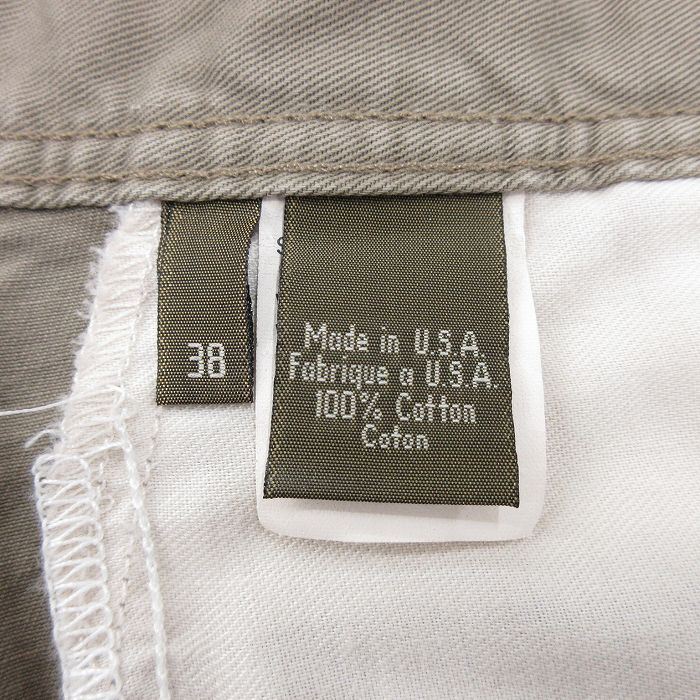 38
Made in U.S.A.
Fabrique a U.S.A.
100% Cotton
Coton